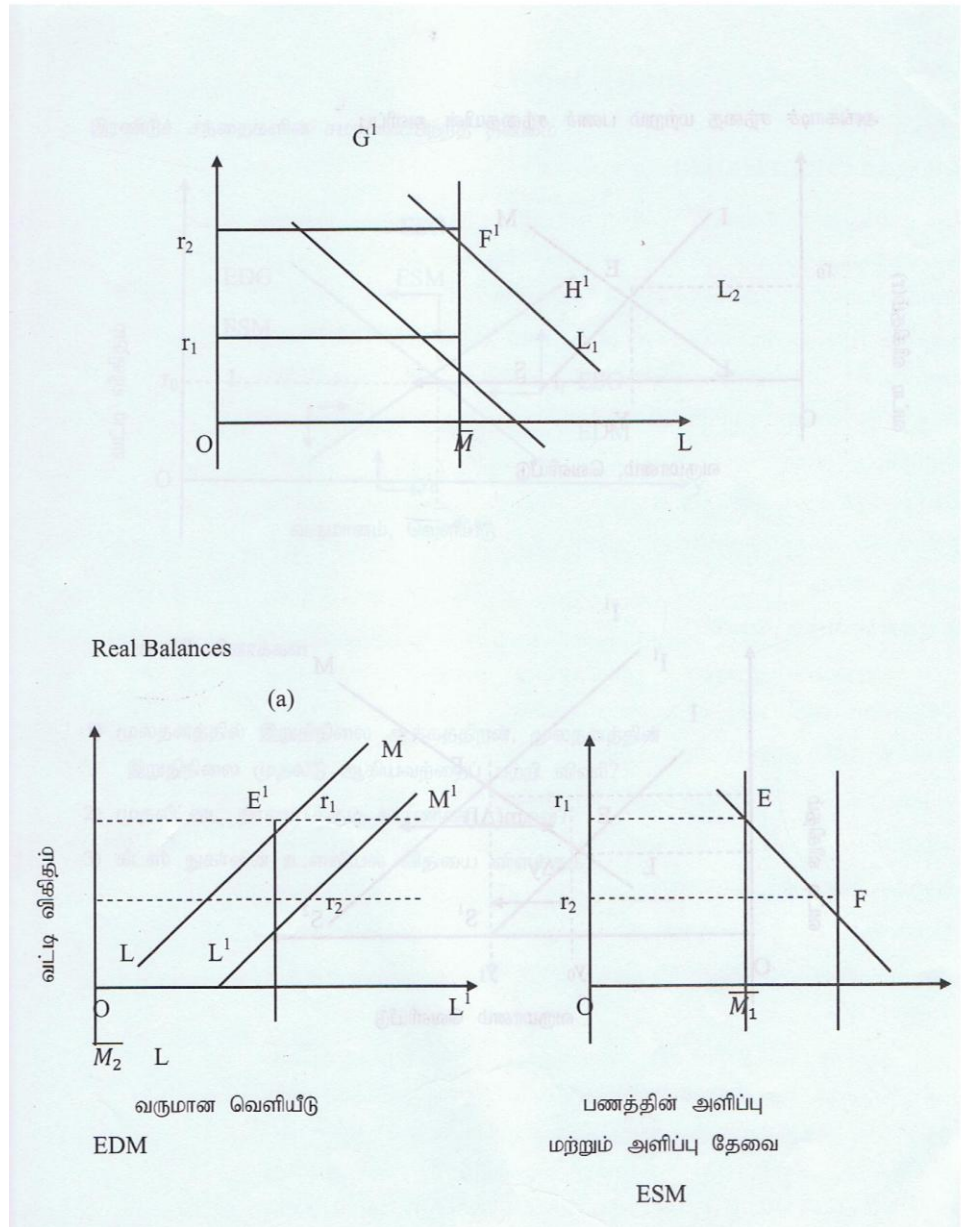 G¹
r₂ F¹
H¹ L₂
r₁ L₁
O M̅ L
Real Balances
(a)
M
E¹ r₁ M¹
r₁ E
வட்டி விகிதம்
r₂
r₂ F
L L¹
O L¹
O M̅₁
M̅₂ L
வருமான வெளியீடு
பணத்தின் அளிப்பு
EDM
மற்றும் அளிப்பு தேவை
ESM